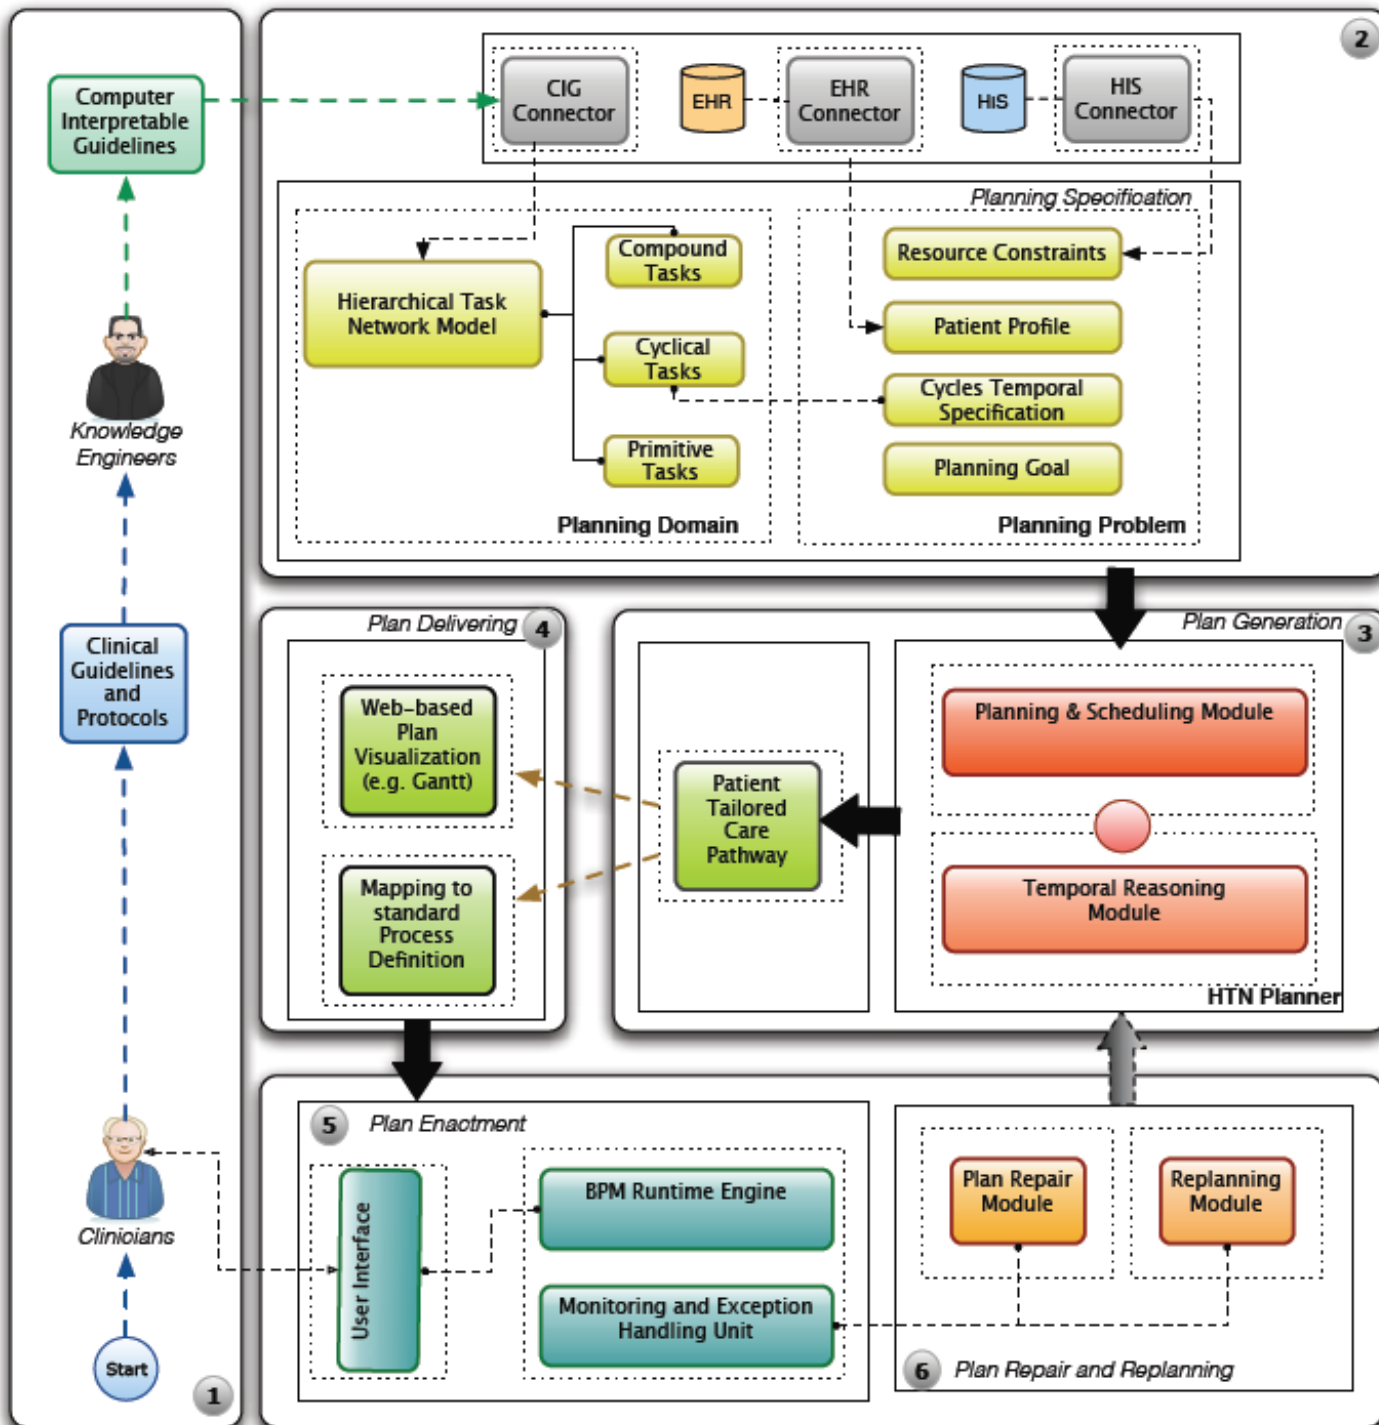 2
Computer
Interpretable
Guidelines
CIG
Connector
EHR
EHR
Connector
HIS
HIS
Connector
Planning Specification
Hierarchical Task
Network Model
Compound
Tasks
Cyclical
Tasks
Primitive
Tasks
Planning Domain
Resource Constraints
Patient Profile
Cycles Temporal
Specification
Planning Goal
Planning Problem
Knowledge
Engineers
Clinical
Guidelines
and
Protocols
Clinicians
Start
1
Plan Delivering
4
Web-based
Plan
Visualization
(e.g. Gantt)
Mapping to
standard
Process
Definition
Plan Generation
3
Patient
Tailored
Care
Pathway
Planning & Scheduling Module
Temporal Reasoning
Module
HTN Planner
5
Plan Enactment
User Interface
BPM Runtime Engine
Monitoring and Exception
Handling Unit
Plan Repair
Module
Replanning
Module
6
Plan Repair and Replanning